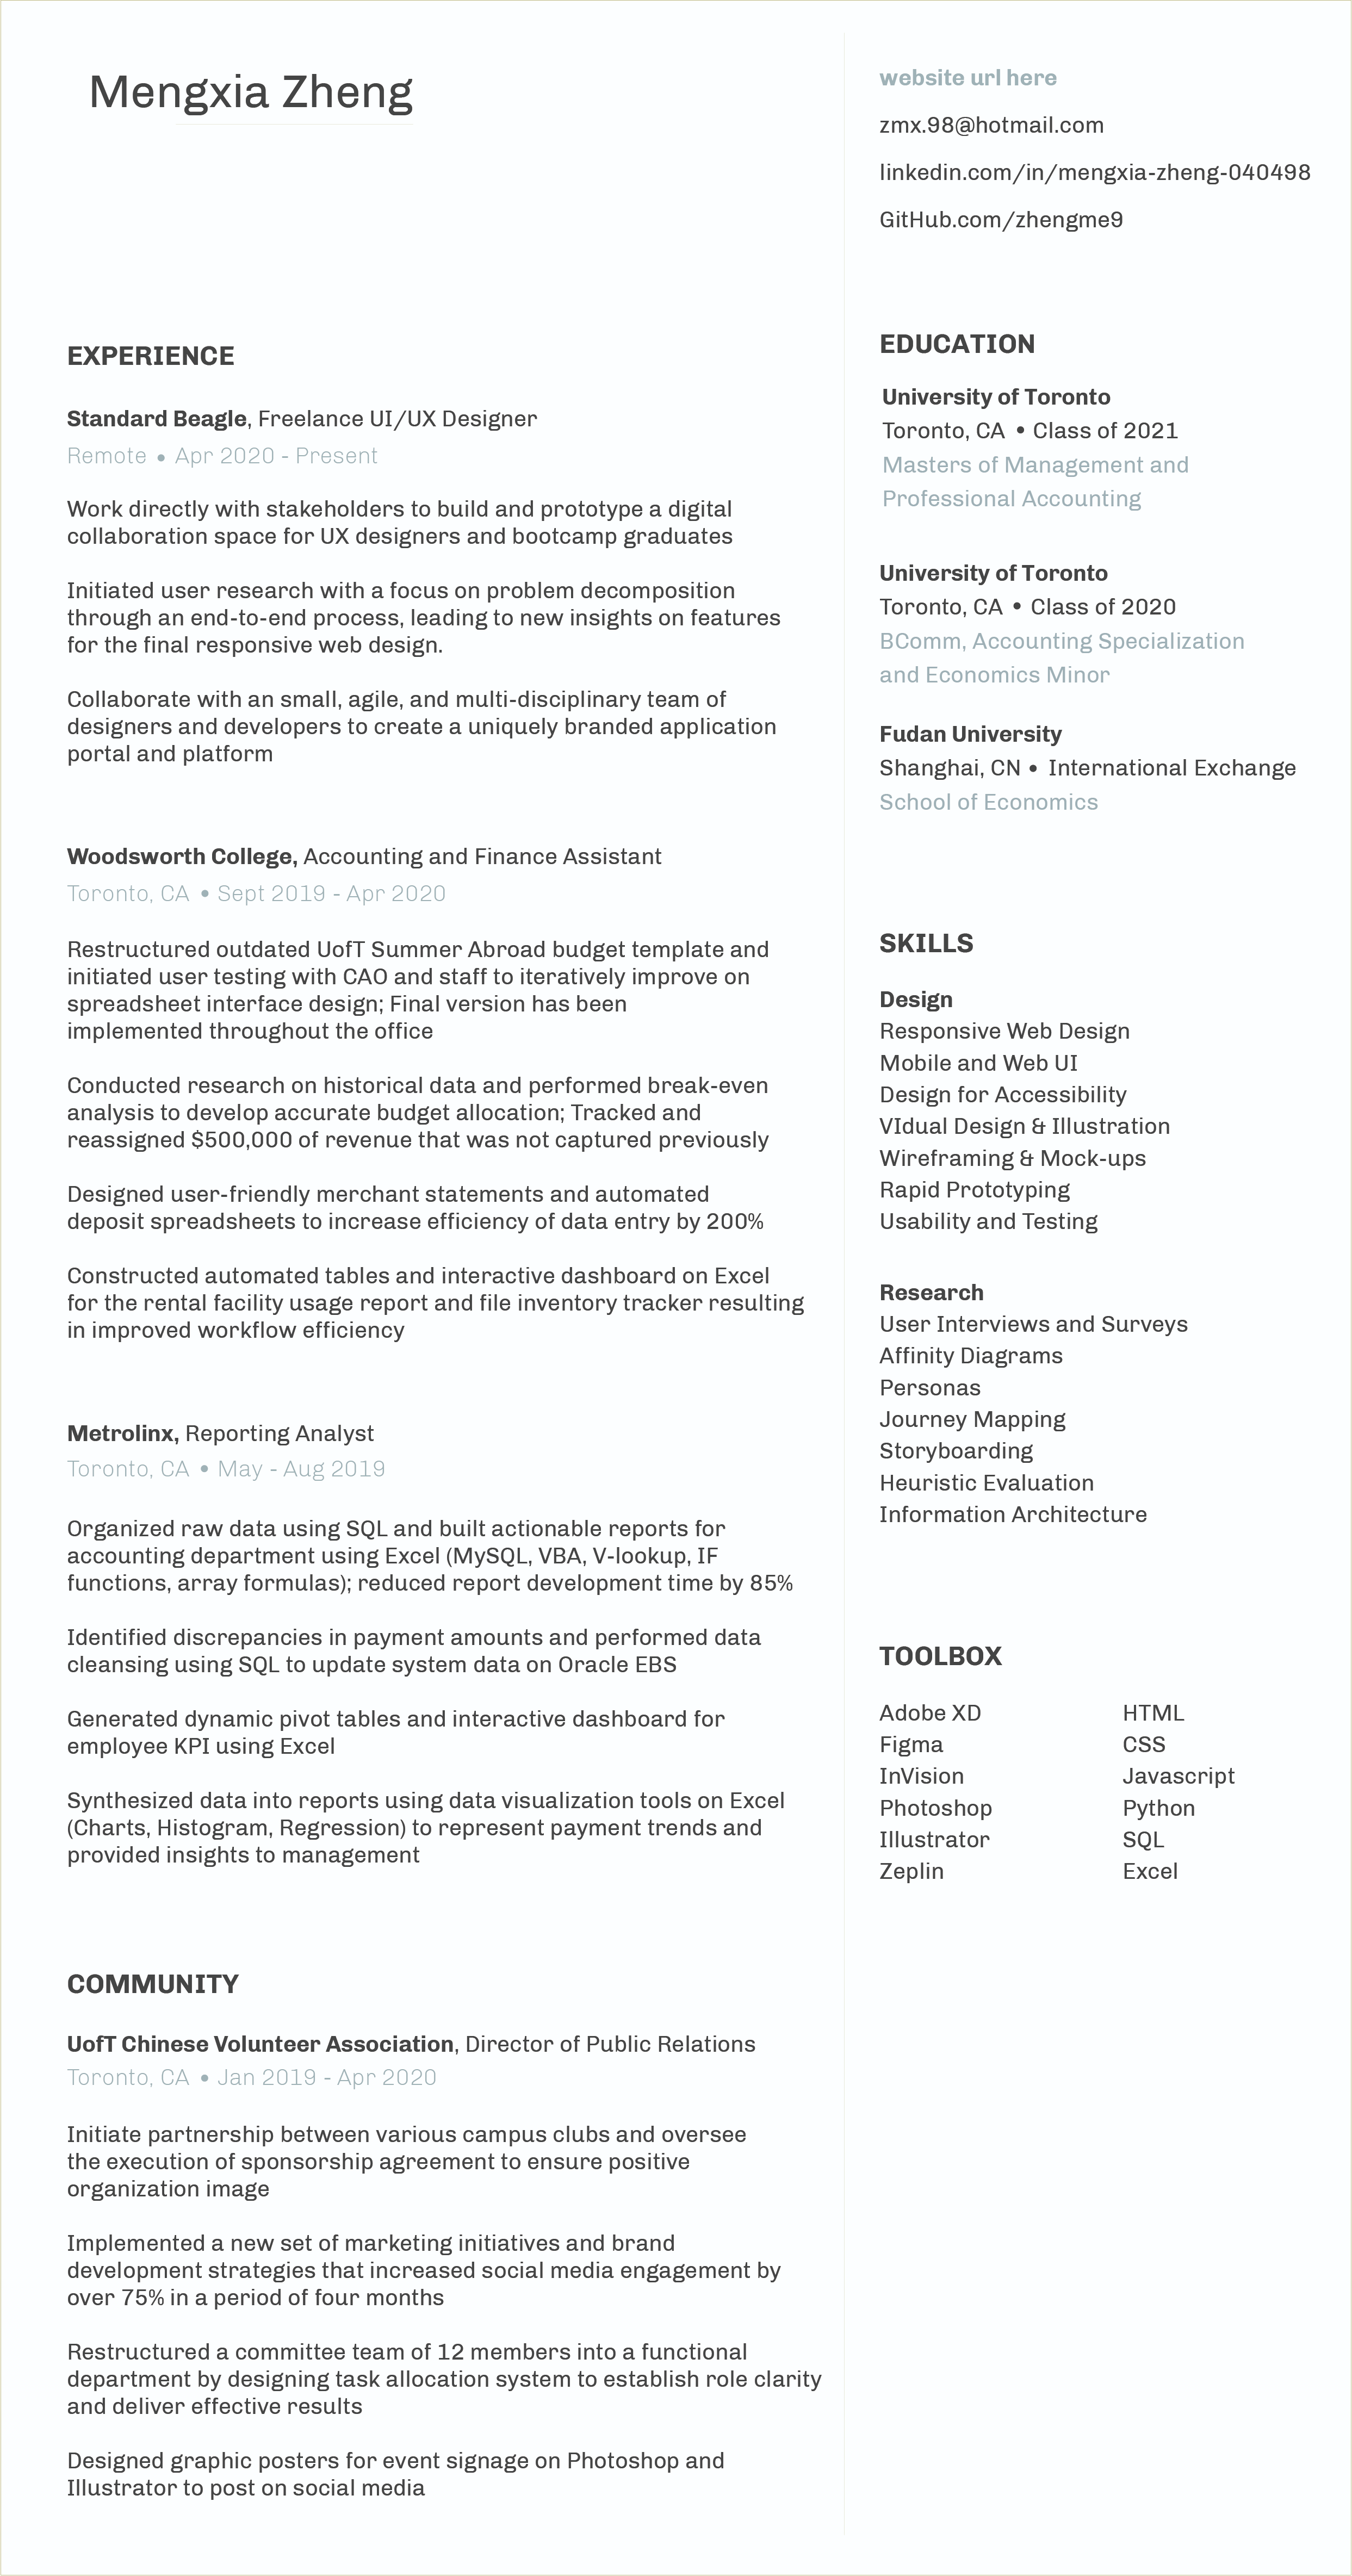 Mengxia Zheng
EXPERIENCE
Standard Beagle, Freelance UI/UX Designer
Remote • Apr 2020 - Present
Work directly with stakeholders to build and prototype a digital
collaboration space for UX designers and bootcamp graduates
Initiated user research with a focus on problem decomposition
through an end-to-end process, leading to new insights on features
for the final responsive web design.
Collaborate with an small, agile, and multi-disciplinary team of
designers and developers to create a uniquely branded application
portal and platform
Woodsworth College, Accounting and Finance Assistant
Toronto, CA • Sept 2019 - Apr 2020
Restructured outdated UofT Summer Abroad budget template and
initiated user testing with CAO and staff to iteratively improve on
spreadsheet interface design; Final version has been
implemented throughout the office
Conducted research on historical data and performed break-even
analysis to develop accurate budget allocation; Tracked and
reassigned $500,000 of revenue that was not captured previously
Designed user-friendly merchant statements and automated
deposit spreadsheets to increase efficiency of data entry by 200%
Constructed automated tables and interactive dashboard on Excel
for the rental facility usage report and file inventory tracker resulting
in improved workflow efficiency
Metrolinx, Reporting Analyst
Toronto, CA • May - Aug 2019
Organized raw data using SQL and built actionable reports for
accounting department using Excel (MySQL, VBA, V-lookup, IF
functions, array formulas); reduced report development time by 85%
Identified discrepancies in payment amounts and performed data
cleansing using SQL to update system data on Oracle EBS
Generated dynamic pivot tables and interactive dashboard for
employee KPI using Excel
Synthesized data into reports using data visualization tools on Excel
(Charts, Histogram, Regression) to represent payment trends and
provided insights to management
COMMUNITY
UofT Chinese Volunteer Association, Director of Public Relations
Toronto, CA • Jan 2019 - Apr 2020
Initiate partnership between various campus clubs and oversee
the execution of sponsorship agreement to ensure positive
organization image
Implemented a new set of marketing initiatives and brand
development strategies that increased social media engagement by
over 75% in a period of four months
Restructured a committee team of 12 members into a functional
department by designing task allocation system to establish role clarity
and deliver effective results
Designed graphic posters for event signage on Photoshop and
Illustrator to post on social media
website url here
zmx.98@hotmail.com
linkedin.com/in/mengxia-zheng-040498
GitHub.com/zhengme9
EDUCATION
University of Toronto
Toronto, CA • Class of 2021
Masters of Management and
Professional Accounting
University of Toronto
Toronto, CA • Class of 2020
BComm, Accounting Specialization
and Economics Minor
Fudan University
Shanghai, CN • International Exchange
School of Economics
SKILLS
Design
Responsive Web Design
Mobile and Web UI
Design for Accessibility
VIdual Design & Illustration
Wireframing & Mock-ups
Rapid Prototyping
Usability and Testing
Research
User Interviews and Surveys
Affinity Diagrams
Personas
Journey Mapping
Storyboarding
Heuristic Evaluation
Information Architecture
TOOLBOX
Adobe XD
Figma
InVision
Photoshop
Illustrator
Zeplin
HTML
CSS
Javascript
Python
SQL
Excel